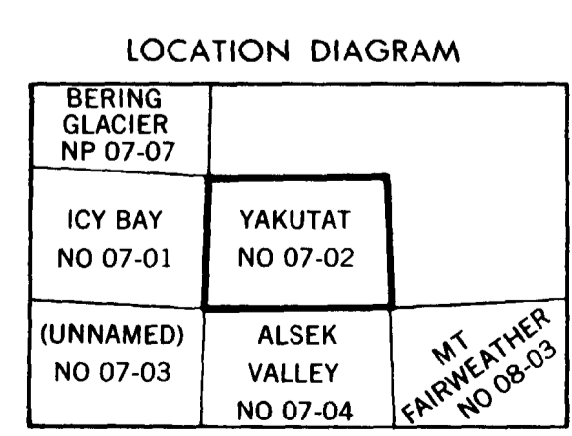 LOCATION DIAGRAM
BERING
GLACIER
NP 07-07
ICY BAY
NO 07-01
YAKUTAT
NO 07-02
(UNNAMED)
NO 07-03
ALSEK
VALLEY
NO 07-04
MT
FAIRWEATHER
NO 08-03